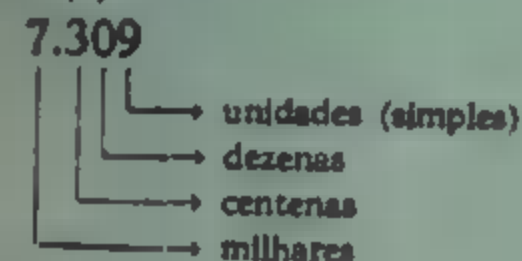 7.309
unidades (simples)
dezenas
centenas
milhares